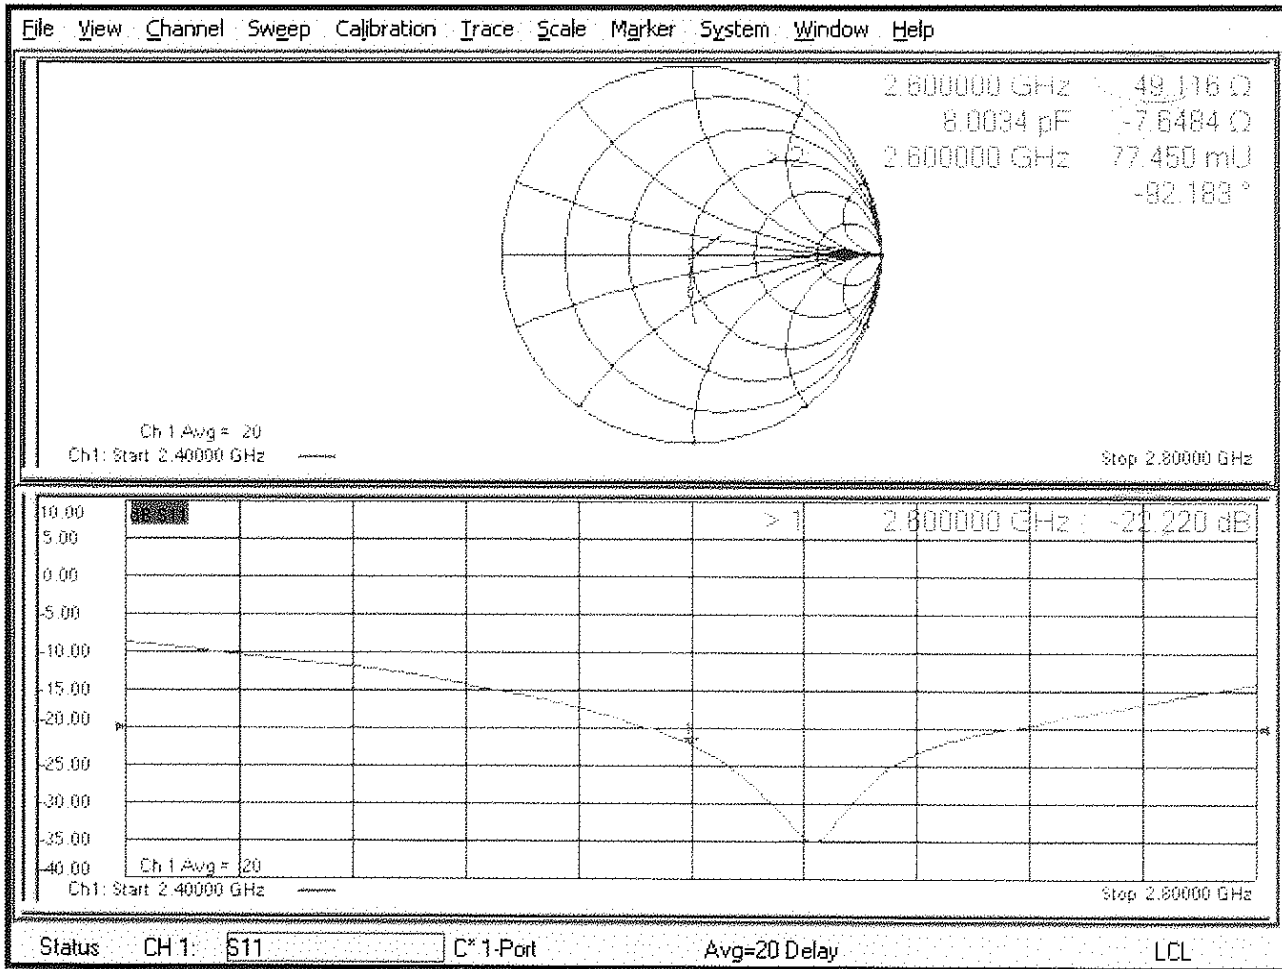 File View Channel Sweep Calibration Trace Scale Marker System Window Help
1: 2.600000 GHz 49.116 Ω
8.0034 pF -7.6484 Ω
2.600000 GHz 77.450 mU
-82.183 °
Ch 1 Avg = 20
Ch1: Start 2.40000 GHz Stop 2.80000 GHz
10.00
> 1 2.600000 GHz : -22.220 dB
5.00
0.00
-5.00
-10.00
-15.00
-20.00
-25.00
-30.00
-35.00
-40.00
Ch 1 Avg = 20
Ch1: Start 2.40000 GHz Stop 2.80000 GHz
Status CH 1: S11 C* 1-Port Avg=20 Delay LCL